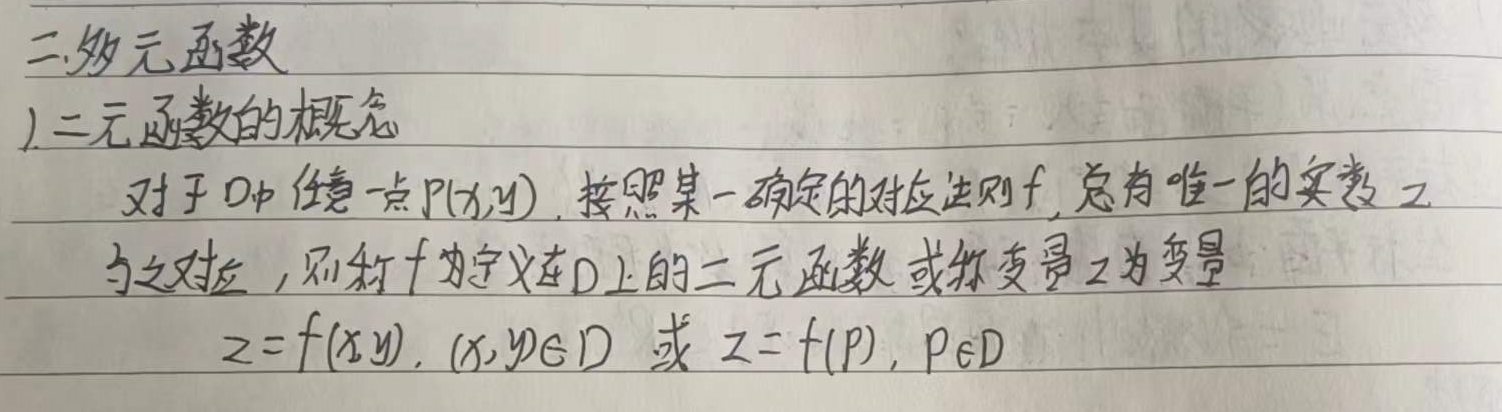 二.多元函数
1.二元函数的概念
对于D中任意一点P(x,y),按照某一确定的对应法则f,总有唯一的实数z
与之对应,则称f为定义在D上的二元函数或称变量z为变量
z=f(x,y),(x,y)∈D 或 z=f(P),P∈D